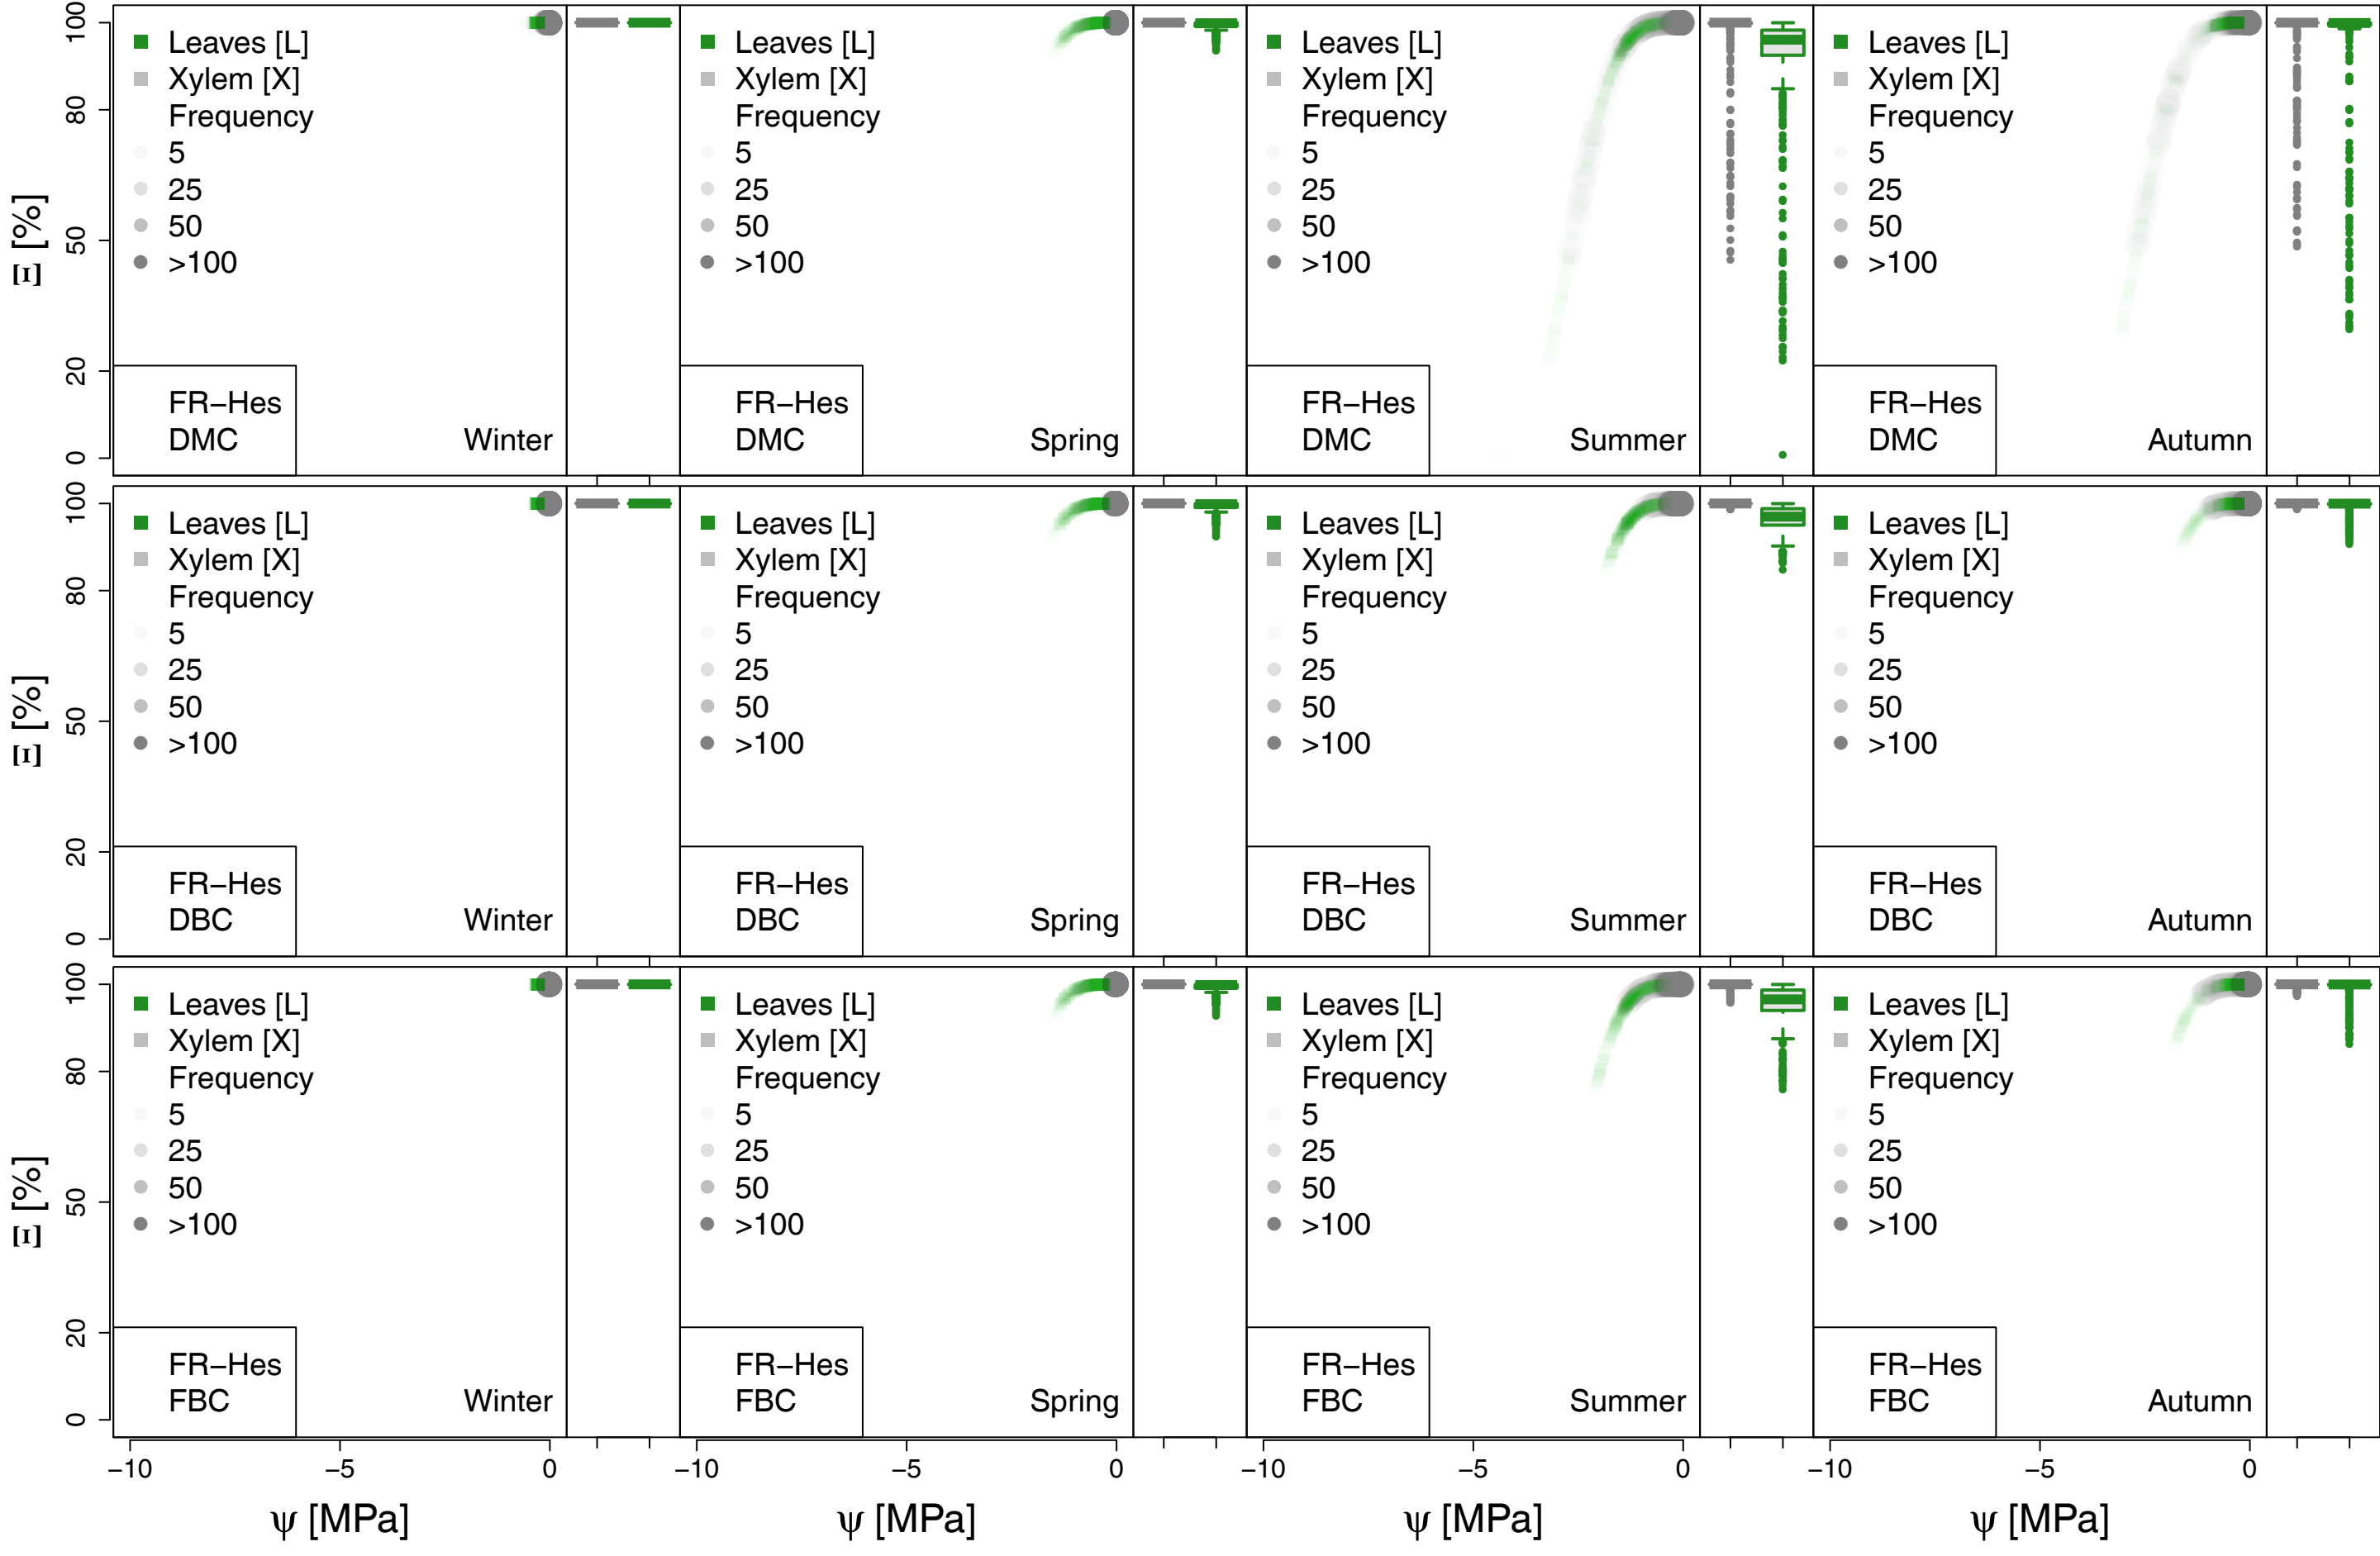 Ξ [%]
0 20 50 80 100
Leaves [L]
Xylem [X]
Frequency
5
25
50
>100
FR−Hes
DMC
Winter
Leaves [L]
Xylem [X]
Frequency
5
25
50
>100
FR−Hes
DMC
Spring
Leaves [L]
Xylem [X]
Frequency
5
25
50
>100
FR−Hes
DMC
Summer
Leaves [L]
Xylem [X]
Frequency
5
25
50
>100
FR−Hes
DMC
Autumn
Ξ [%]
0 20 50 80 100
Leaves [L]
Xylem [X]
Frequency
5
25
50
>100
FR−Hes
DBC
Winter
Leaves [L]
Xylem [X]
Frequency
5
25
50
>100
FR−Hes
DBC
Spring
Leaves [L]
Xylem [X]
Frequency
5
25
50
>100
FR−Hes
DBC
Summer
Leaves [L]
Xylem [X]
Frequency
5
25
50
>100
FR−Hes
DBC
Autumn
Ξ [%]
0 20 50 80 100
Leaves [L]
Xylem [X]
Frequency
5
25
50
>100
FR−Hes
FBC
Winter
Leaves [L]
Xylem [X]
Frequency
5
25
50
>100
FR−Hes
FBC
Spring
Leaves [L]
Xylem [X]
Frequency
5
25
50
>100
FR−Hes
FBC
Summer
Leaves [L]
Xylem [X]
Frequency
5
25
50
>100
FR−Hes
FBC
Autumn
−10 −5 0
−10 −5 0
−10 −5 0
−10 −5 0
ψ [MPa]
ψ [MPa]
ψ [MPa]
ψ [MPa]